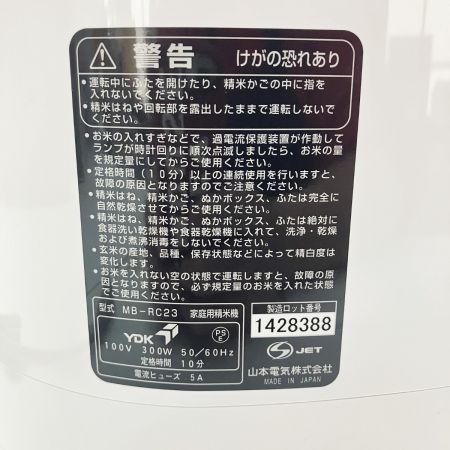 警告 けがの恐れあり
・運転中にふたを開けたり、精米かごの中に指を
入れないでください。
・精米はねや回転部を露出したままで運転しないで
ください。
・お米の入れすぎなどで、過電流保護装置が作動して
ランプが時計回りに順次点滅しましたら、お米の量
を規定量にしてからご使用ください。
・定格時間（10分）以上の連続使用を行いますと、
故障の原因となりますのでご注意ください。
・精米はね、精米かご、ぬかボックス、ふたは完全に
自然乾燥させてからご使用ください。
・精米はね、精米かご、ぬかボックス、ふたは絶対に
食器洗い乾燥機や食器乾燥機に入れて、洗浄・乾燥
および煮沸消毒をしないでください。
・玄米の産地、品種、保存状態などによって精白度は
変化します。
・お米を入れない空の状態で運転しますと、故障の原
因となりますので、必ず規定量のお米を入れた状態
でご使用ください。
型式 MB-RC23 家庭用精米機
製造ロット番号
1428388
YDK PSE
100V 300W 50/60Hz
定格時間 10分
電流ヒューズ 5A
S JET
山本電気株式会社
MADE IN JAPAN